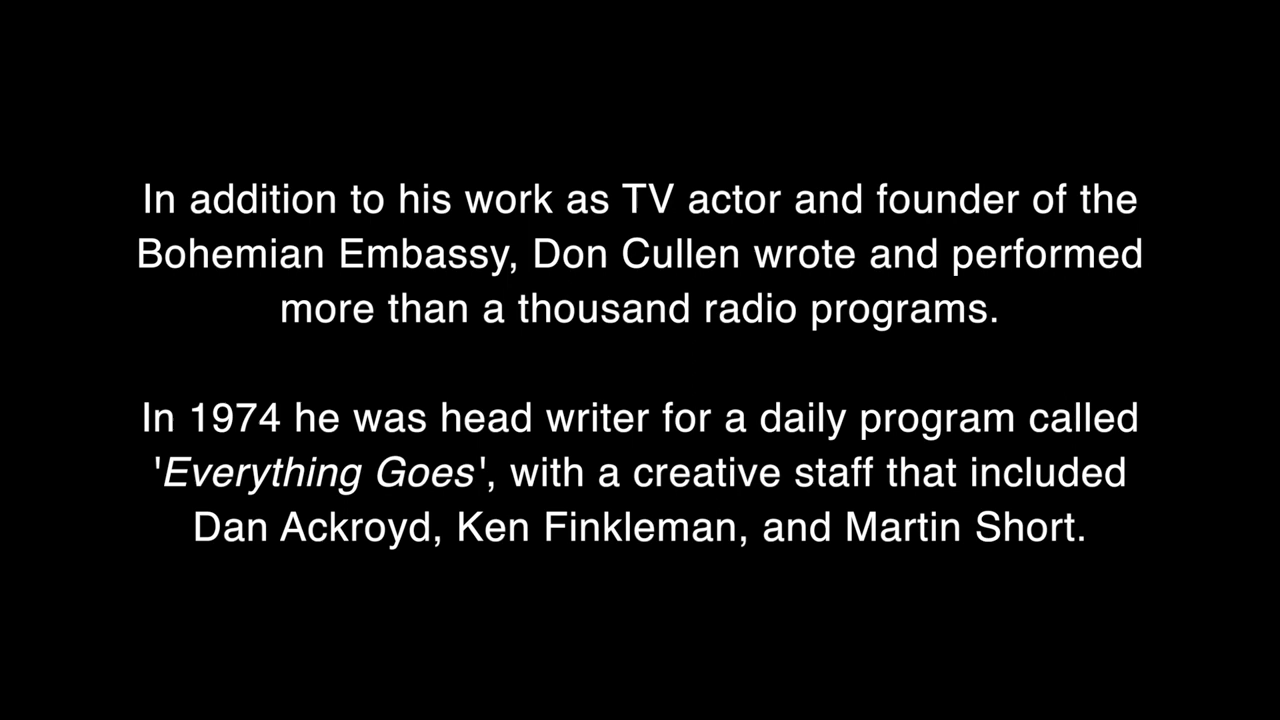 In addition to his work as TV actor and founder of the
Bohemian Embassy, Don Cullen wrote and performed
more than a thousand radio programs.
In 1974 he was head writer for a daily program called
'Everything Goes', with a creative staff that included
Dan Ackroyd, Ken Finkleman, and Martin Short.